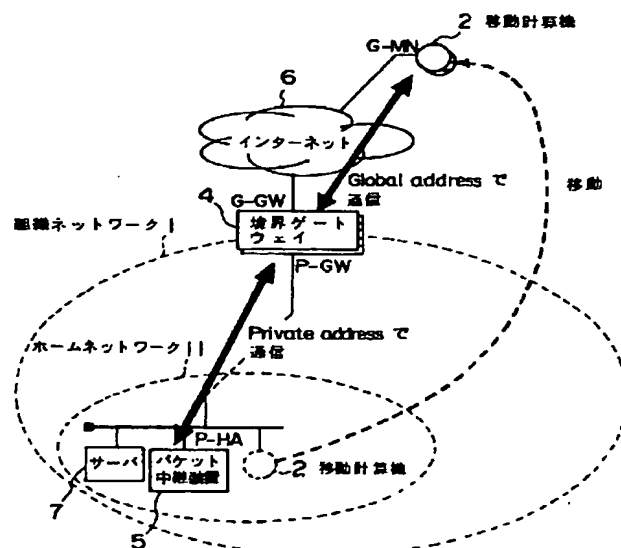 G-MN
2 移動計算機
6
インターネット
Global address で
通信
移動
G-GW
4
境界ゲート
ウェイ
組織ネットワーク1
P-GW
Private address で
通信
ホームネットワーク11
P-HA
サーバ
パケット
中継装置
2 移動計算機
7
5